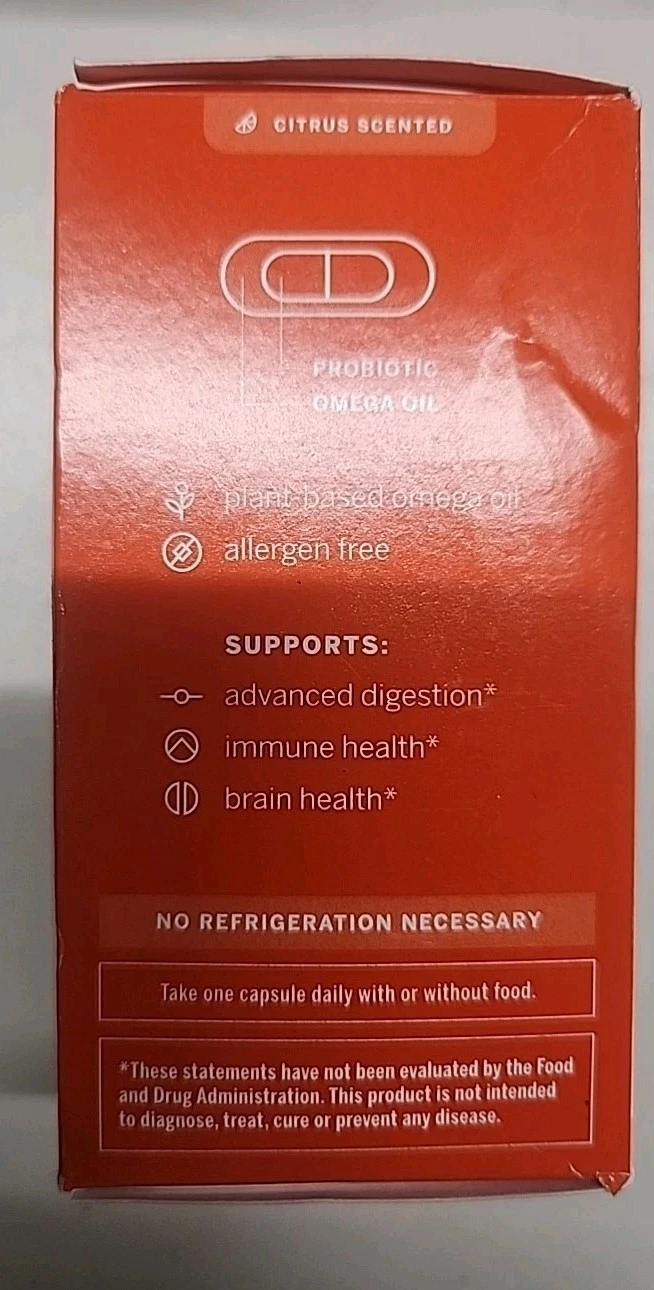 CITRUS SCENTED
PROBIOTIC
OMEGA OIL
plant-based omega oil
allergen free
SUPPORTS:
advanced digestion*
immune health*
brain health*
NO REFRIGERATION NECESSARY
Take one capsule daily with or without food.
*These statements have not been evaluated by the Food
and Drug Administration. This product is not intended
to diagnose, treat, cure or prevent any disease.